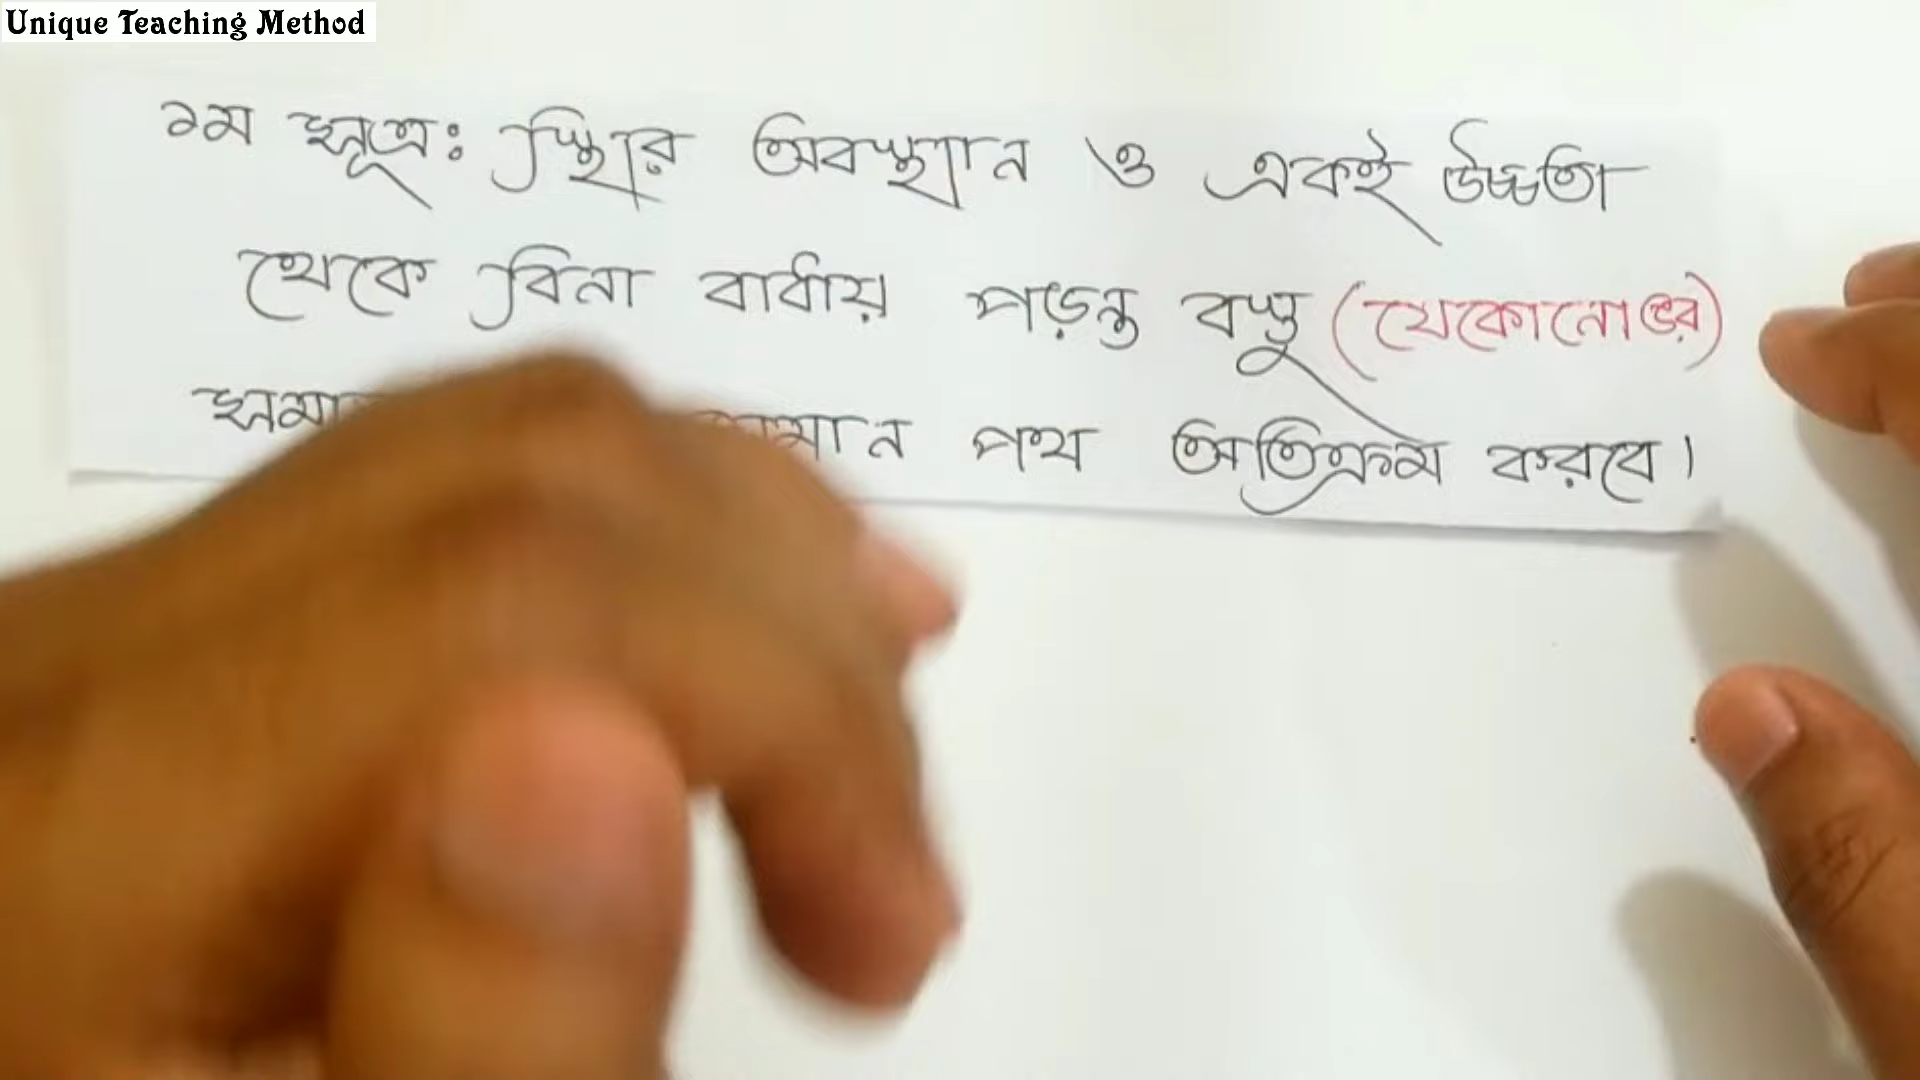 Unique Teaching Method
১ম সূত্রঃ স্থির অবস্থান ও একই উচ্চতা
থেকে বিনা বাধায় পড়ন্ত বস্তু (যেকোনো ভর)
পথ অতিক্রম করবে।